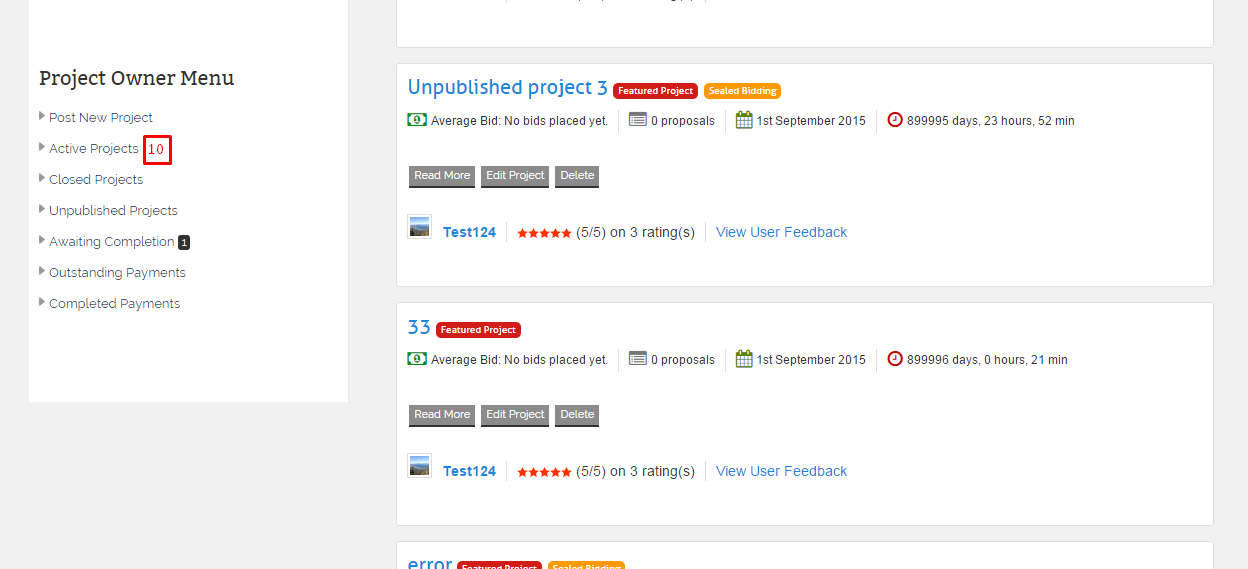 Project Owner Menu
Post New Project
Active Projects 10
Closed Projects
Unpublished Projects
Awaiting Completion 1
Outstanding Payments
Completed Payments
Unpublished project 3 Featured Project Sealed Bidding
Average Bid: No bids placed yet. 0 proposals 1st September 2015 899995 days, 23 hours, 52 min
Read More Edit Project Delete
Test124 (5/5) on 3 rating(s) View User Feedback
33 Featured Project
Average Bid: No bids placed yet. 0 proposals 1st September 2015 899996 days, 0 hours, 21 min
Read More Edit Project Delete
Test124 (5/5) on 3 rating(s) View User Feedback
error Featured Project Sealed Bidding